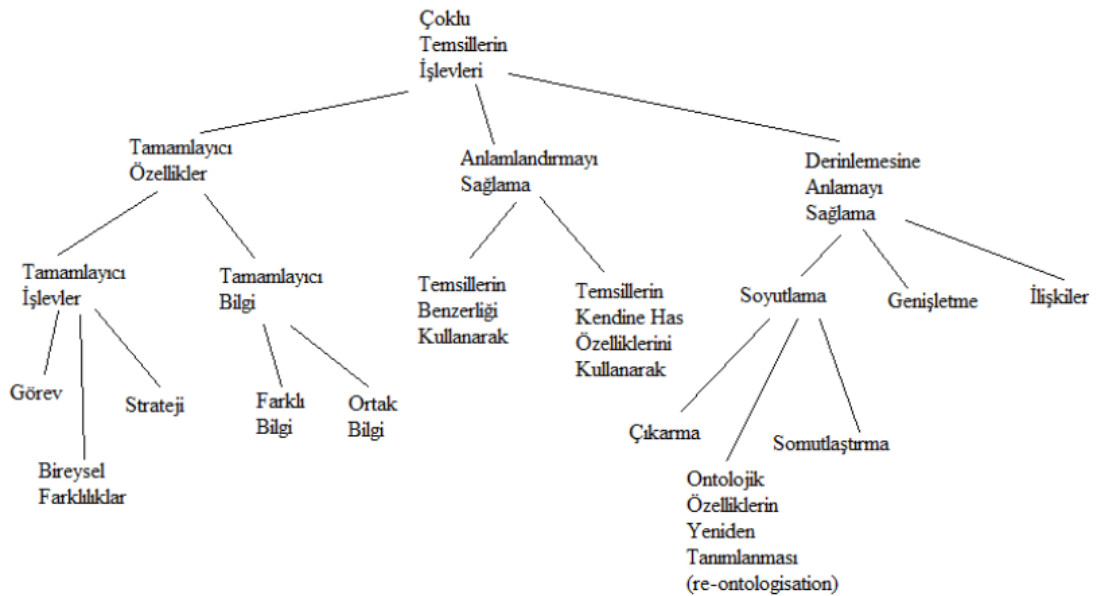 Çoklu
Temsillerin
İşlevleri
Tamamlayıcı
Özellikler
Anlamlandırmayı
Sağlama
Derinlemesine
Anlamayı
Sağlama
Tamamlayıcı
İşlevler
Tamamlayıcı
Bilgi
Temsillerin
Benzerliği
Kullanarak
Temsillerin
Kendine Has
Özelliklerini
Kullanarak
Soyutlama
Genişletme
İlişkiler
Görev
Strateji
Farklı
Bilgi
Ortak
Bilgi
Bireysel
Farklılıklar
Çıkarma
Somutlaştırma
Ontolojik
Özelliklerin
Yeniden
Tanımlanması
(re-ontologisation)